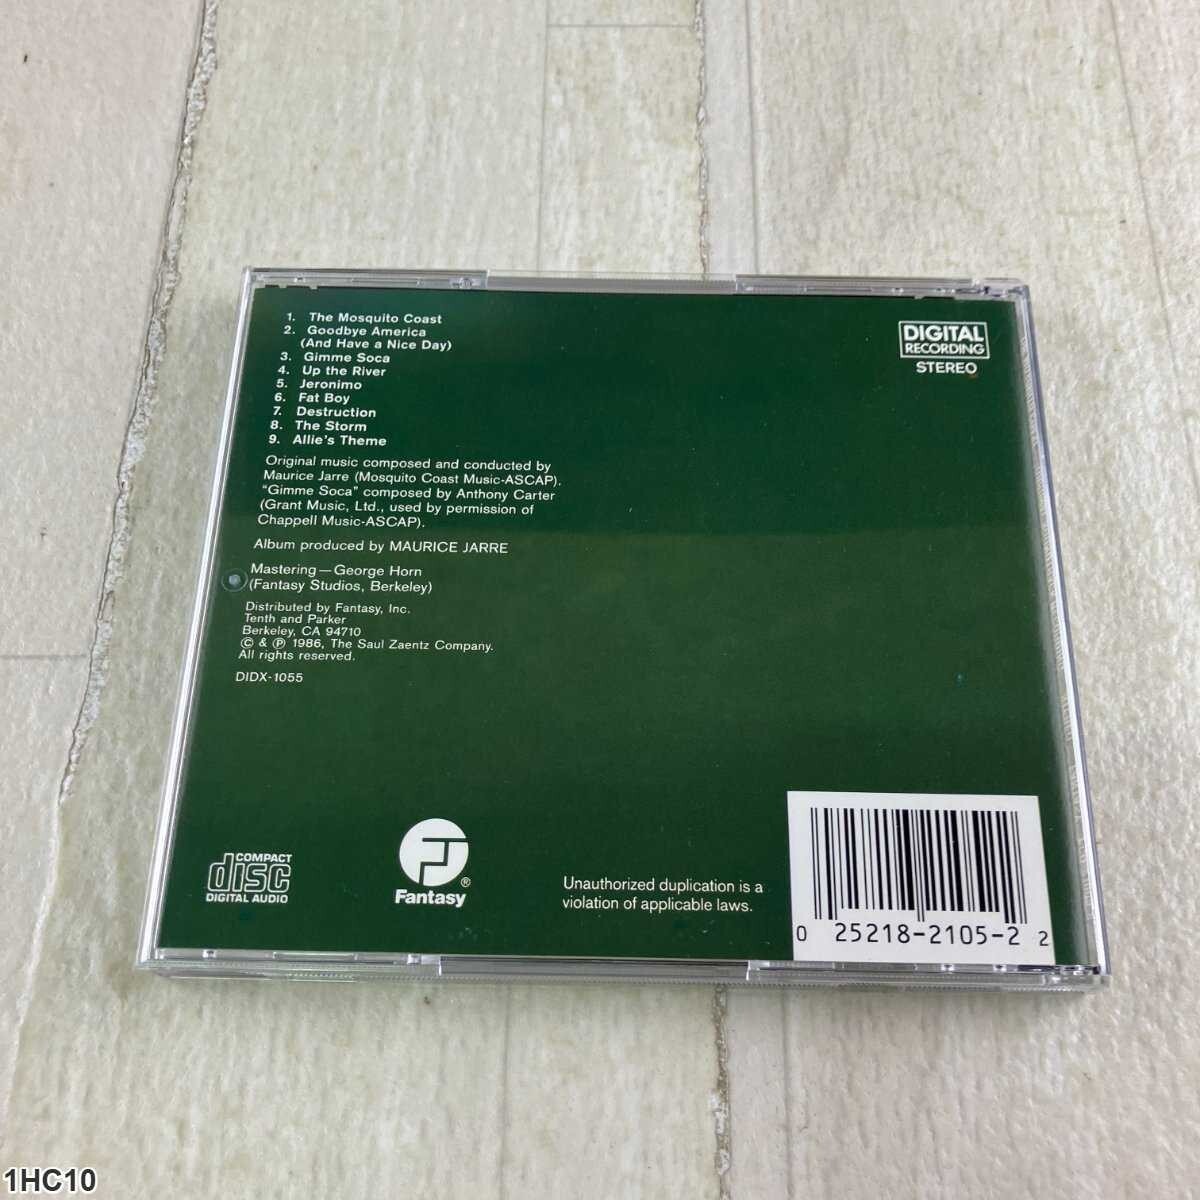 1. The Mosquito Coast
2. Goodbye America
(And Have a Nice Day)
3. Gimme Soca
4. Up the River
5. Jeronimo
6. Fat Boy
7. Destruction
8. The Storm
9. Allie's Theme
Original music composed and conducted by
Maurice Jarre (Mosquito Coast Music-ASCAP).
"Gimme Soca" composed by Anthony Carter
(Grant Music, Ltd., used by permission of
Chappell Music-ASCAP).
Album produced by MAURICE JARRE
Mastering—George Horn
(Fantasy Studios, Berkeley)
Distributed by Fantasy, Inc.
Tenth and Parker
Berkeley, CA 94710
© & ℗ 1986, The Saul Zaentz Company.
All rights reserved.
DIDX-1055
DIGITAL
RECORDING
STEREO
COMPACT
disc
DIGITAL AUDIO
®
Fantasy
Unauthorized duplication is a
violation of applicable laws.
0 25218-2105-2 2
1HC10